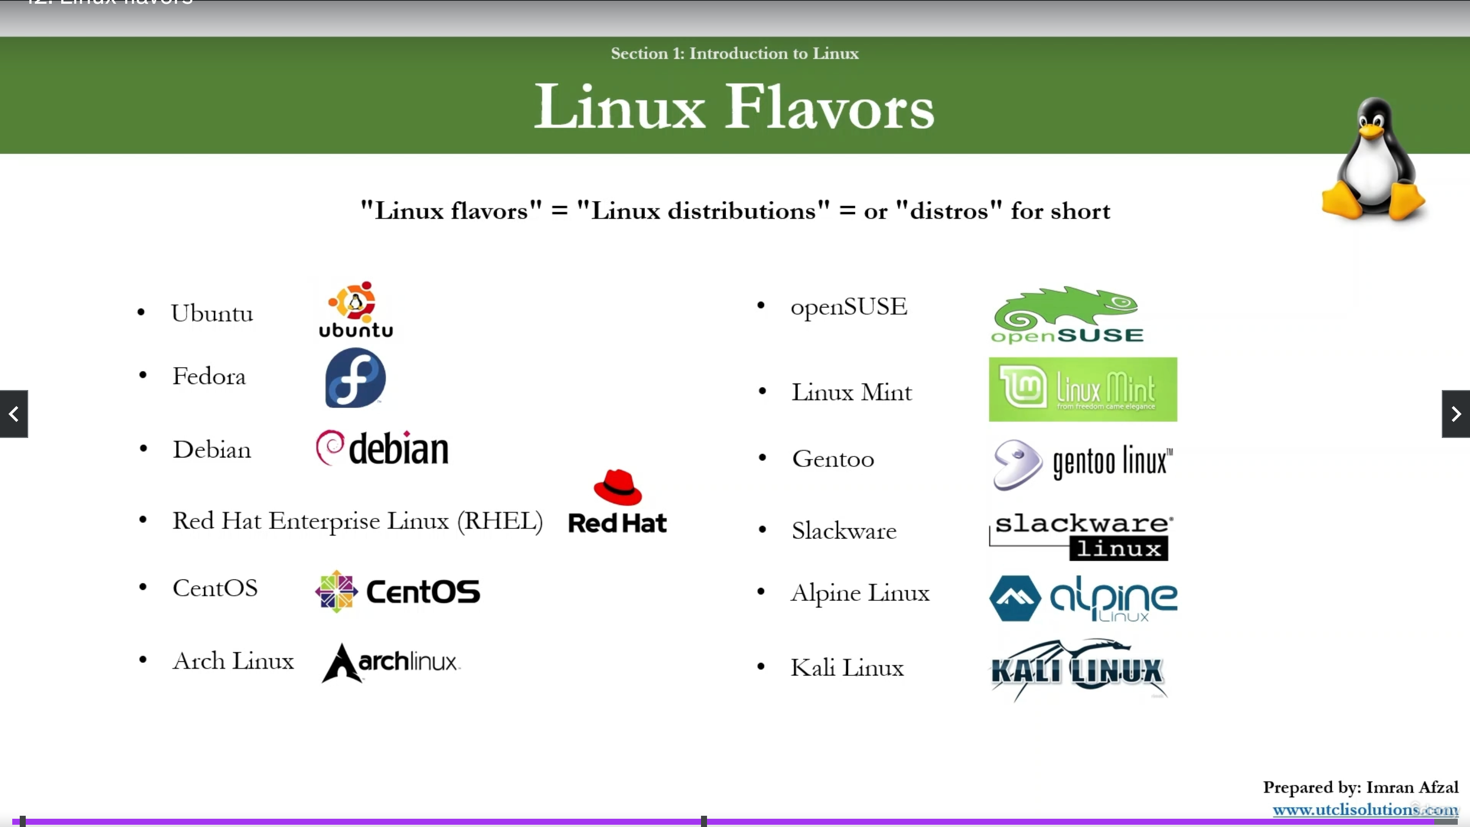 12. Linux flavors
Section 1: Introduction to Linux
Linux Flavors
"Linux flavors" = "Linux distributions" = or "distros" for short
• Ubuntu
ubuntu
• Fedora
• Debian
debian
• Red Hat Enterprise Linux (RHEL)
Red Hat
• CentOS
CentOS
• Arch Linux
archlinux
• openSUSE
openSUSE
• Linux Mint
Linux Mint
from freedom came elegance
• Gentoo
gentoo linux™
• Slackware
slackware®
linux
• Alpine Linux
alpine
Linux
• Kali Linux
KALI LINUX
Prepared by: Imran Afzal
www.utclisolutions.com